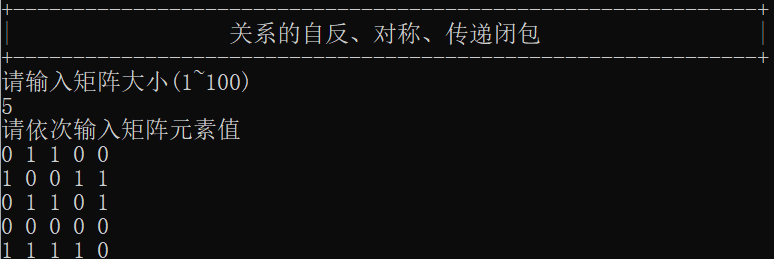 关系的自反、对称、传递闭包
请输入矩阵大小(1~100)
5
请依次输入矩阵元素值
0 1 1 0 0
1 0 0 1 1
0 1 1 0 1
0 0 0 0 0
1 1 1 1 0